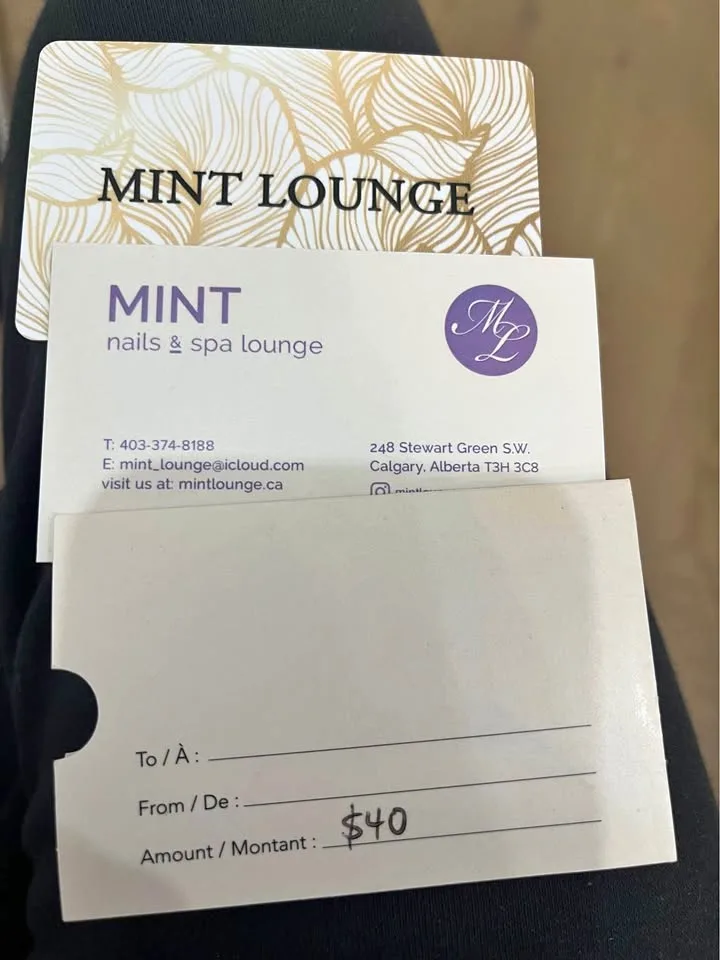 MINT LOUNGE
MINT
nails & spa lounge
ML
T: 403-374-8188
E: mint_lounge@icloud.com
visit us at: mintlounge.ca
248 Stewart Green S.W.
Calgary, Alberta T3H 3C8
To / À :
From / De :
Amount / Montant : $40